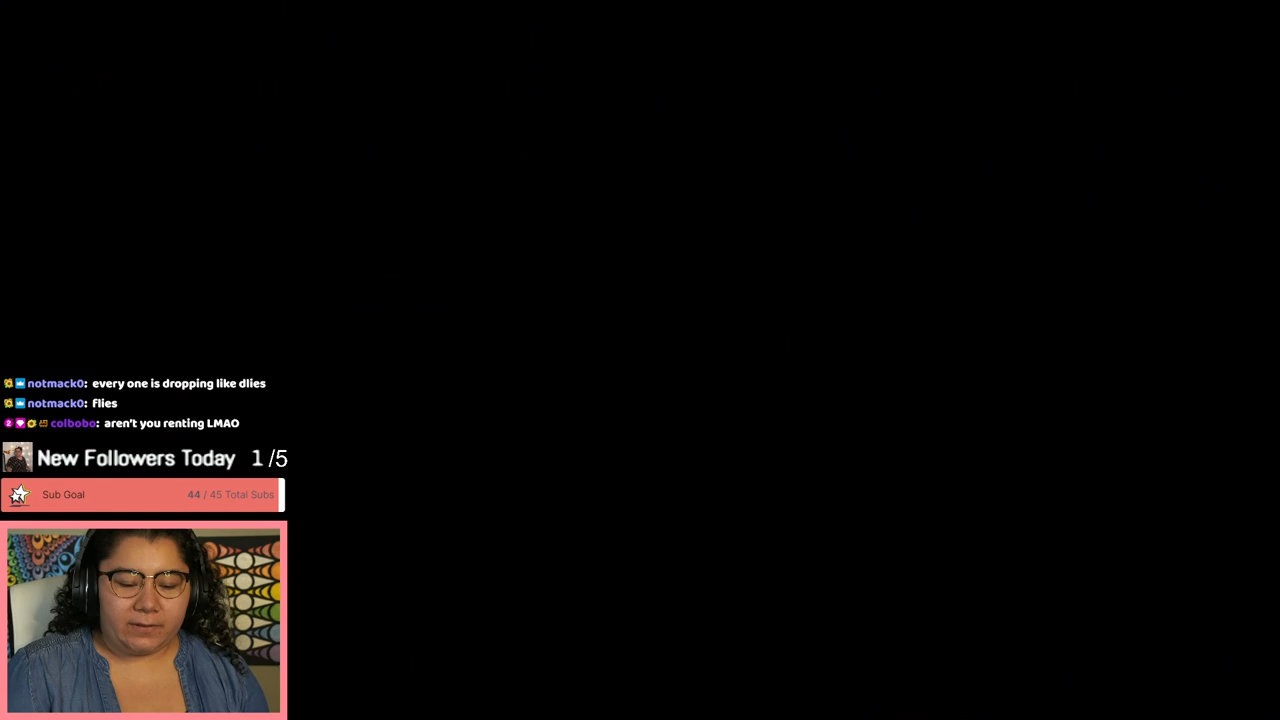 notmack0: every one is dropping like dlies
notmack0: flies
colbobo: aren't you renting LMAO
New Followers Today 1 /5
Sub Goal 44 / 45 Total Subs